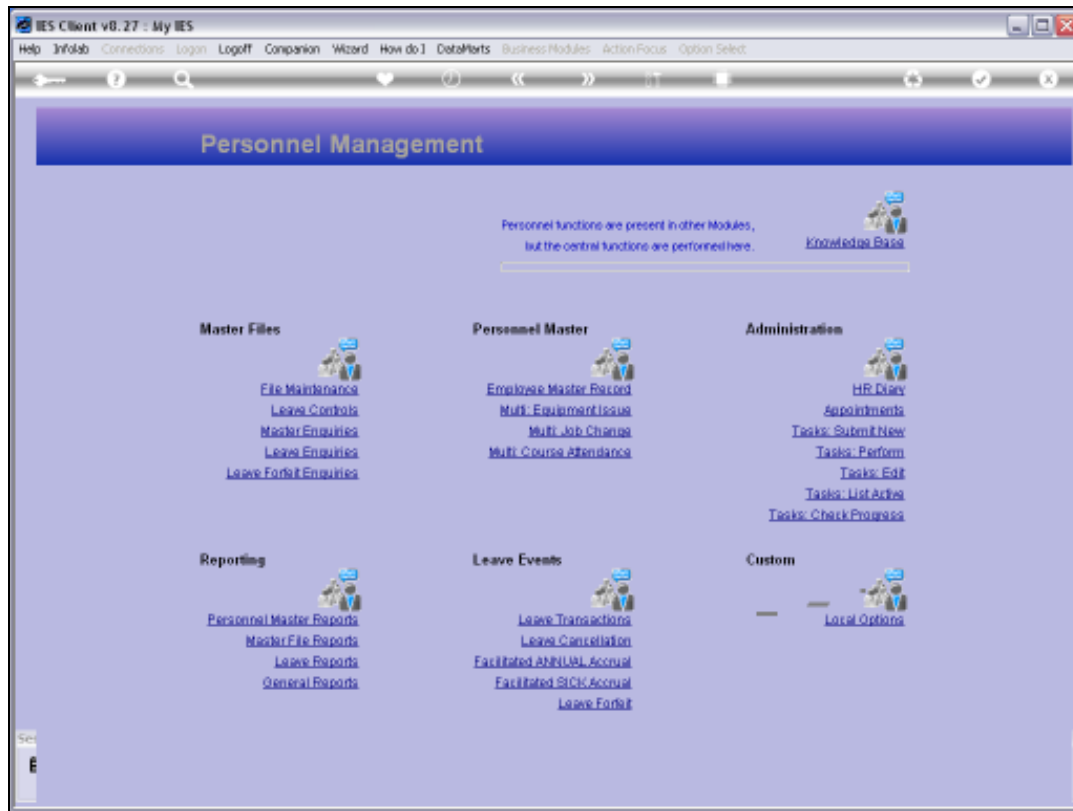 IES Client v8.27 : My IES
Help Infolab Connections Logon Logoff Companion Wizard How do I DataMarts Business Modules Action Focus Option Select
Personnel Management
Personnel functions are present in other Modules,
but the central functions are performed here.
Knowledge Base
Master Files
File Maintenance
Leave Controls
Master Enquiries
Leave Enquiries
Leave Forfeit Enquiries
Personnel Master
Employee Master Record
Multi: Equipment Issue
Multi: Job Change
Multi: Course Attendance
Administration
HR Diary
Appointments
Tasks: Submit New
Tasks: Perform
Tasks: Edit
Tasks: List Active
Tasks: Check Progress
Reporting
Personnel Master Reports
Master File Reports
Leave Reports
General Reports
Leave Events
Leave Transactions
Leave Cancellation
Facilitated ANNUAL Accrual
Facilitated SICK Accrual
Leave Forfeit
Custom
Local Options